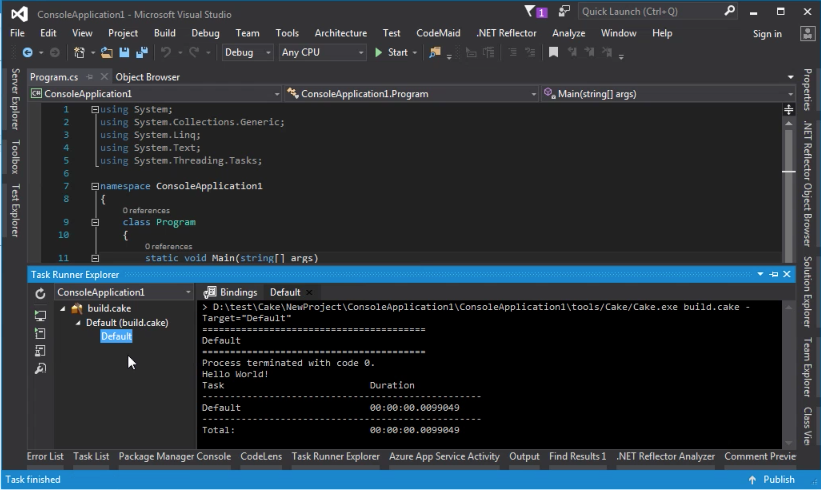 ConsoleApplication1 - Microsoft Visual Studio
1
Quick Launch (Ctrl+Q)
File Edit View Project Build Debug Team Tools Architecture Test CodeMaid .NET Reflector Analyze Window Help Sign in
Debug Any CPU Start
Program.cs Object Browser
ConsoleApplication1 ConsoleApplication1.Program Main(string[] args)
1 using System;
2 using System.Collections.Generic;
3 using System.Linq;
4 using System.Text;
5 using System.Threading.Tasks;
6
7 namespace ConsoleApplication1
8 {
0 references
9 class Program
10 {
0 references
11 static void Main(string[] args)
Server Explorer
Toolbox
Test Explorer
Properties
.NET Reflector Object Browser
Solution Explorer
Team Explorer
Class Vie
Task Runner Explorer
ConsoleApplication1
build.cake
Default (build.cake)
Default
Bindings Default
> D:\test\Cake\NewProject\ConsoleApplication1\ConsoleApplication1\tools/Cake/Cake.exe build.cake -
Target="Default"
========================================
Default
========================================
Process terminated with code 0.
Hello World!
Task Duration
--------------------------------------------------
Default 00:00:00.0099049
--------------------------------------------------
Total: 00:00:00.0099049
Error List Task List Package Manager Console CodeLens Task Runner Explorer Azure App Service Activity Output Find Results 1 .NET Reflector Analyzer Comment Previe
Task finished
Publish